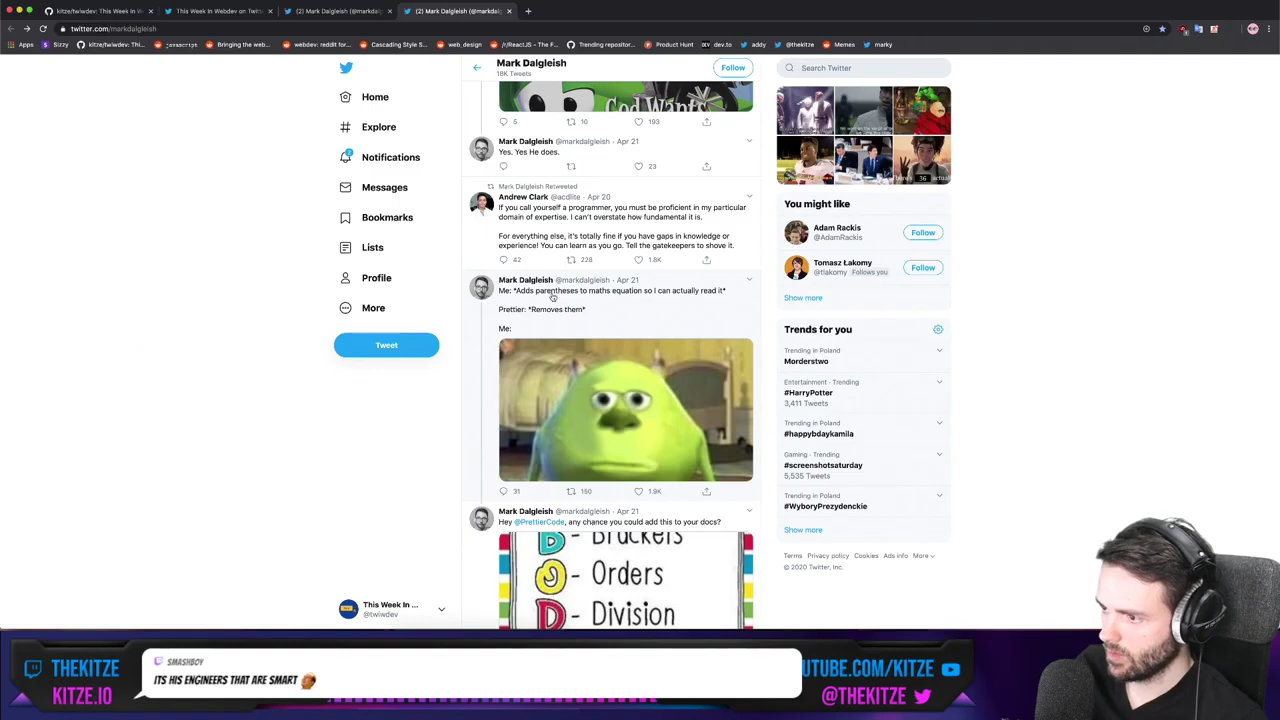 kitze/twiwdev: This Week In W
This Week In Webdev on Twitt
(2) Mark Dalgleish (@markdal
(2) Mark Dalgleish (@markdalg
twitter.com/markdalgleish
Apps
Sizzy
kitze/twiwdev: Thi...
javascript
Bringing the web...
webdev: reddit for...
Cascading Style S...
web_design
/r/ReactJS - The F...
Trending repositor...
Product Hunt
dev.to
addy
@thekitze
Memes
marky
Home
Explore
Notifications
2
Messages
Bookmarks
Lists
Profile
More
Tweet
This Week In ...
@twiwdev
Mark Dalgleish
18K Tweets
Follow
God Wants
5 10 193
Mark Dalgleish @markdalgleish · Apr 21
Yes. Yes He does.
23
Mark Dalgleish Retweeted
Andrew Clark @acdlite · Apr 20
If you call yourself a programmer, you must be proficient in my particular
domain of expertise. I can't overstate how fundamental it is.
For everything else, it's totally fine if you have gaps in knowledge or
experience! You can learn as you go. Tell the gatekeepers to shove it.
42 228 1.8K
Mark Dalgleish @markdalgleish · Apr 21
Me: *Adds parentheses to maths equation so I can actually read it*
Prettier: *Removes them*
Me:
31 150 1.9K
Mark Dalgleish @markdalgleish · Apr 21
Hey @PrettierCode, any chance you could add this to your docs?
B - Brackets
O - Orders
D - Division
Search Twitter
36
You might like
Adam Rackis
@AdamRackis
Follow
Tomasz Łakomy
@tlakomy Follows you
Follow
Show more
Trends for you
Trending in Poland
Morderstwo
Entertainment · Trending
#HarryPotter
3,411 Tweets
Trending in Poland
#happybdaykamila
Gaming · Trending
#screenshotsaturday
5,535 Tweets
Trending in Poland
#WyboryPrezydenckie
Show more
Terms Privacy policy Cookies Ads info More
© 2020 Twitter, Inc.
THEKITZE
KITZE.IO
SMASHBOY
ITS HIS ENGINEERS THAT ARE SMART
UTUBE.COM/KITZE
@THEKITZE